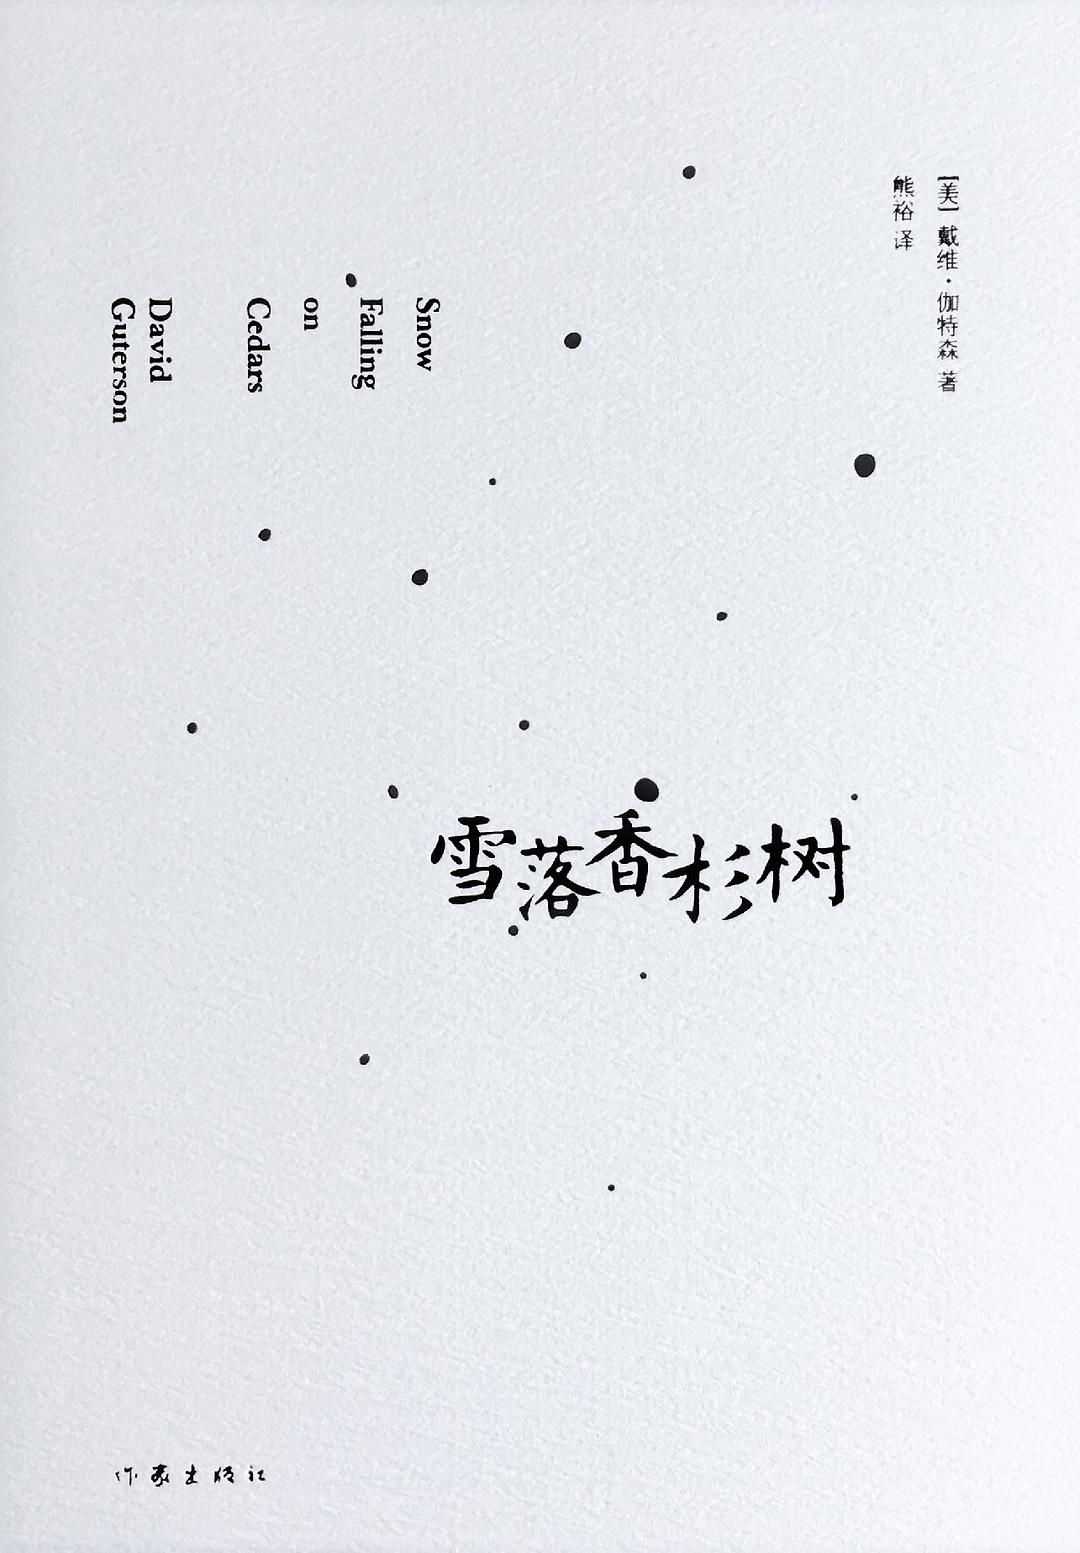 [美]戴维·伽特森 著
熊裕 译
Snow
Falling
on
Cedars
David
Guterson
雪落香杉树
作家出版社